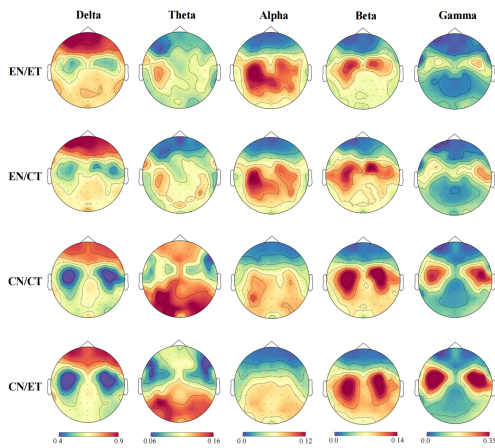 Delta Theta Alpha Beta Gamma
EN/ET
EN/CT
CN/CT
CN/ET
0.4 0.9 0.06 0.16 0.0 0.12 0.0 0.14 0.0 0.35